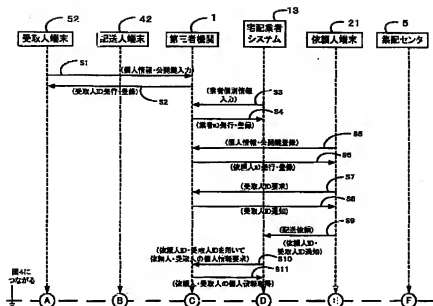 52
42
1
13
21
5
受取人端末
配送人端末
第三者機関
宅配業者
システム
依頼人端末
集配センタ
S1
(個人情報・公開鍵入力)
S2
(受取人ID発行・登録)
S3
(業者個別情報
入力)
S4
(業者ID発行・登録)
S5
(個人情報・公開鍵登録)
S6
(依頼人ID発行・登録)
S7
(受取人ID要求)
S8
(受取人ID通知)
S9
(配送依頼)
(依頼人ID・
受取人ID通知)
S10
(依頼人ID・受取人IDを用いて
依頼人・受取人の個人情報要求)
S11
(依頼人・受取人の個人情報取得)
図4に
つながる
A
B
C
D
E
F